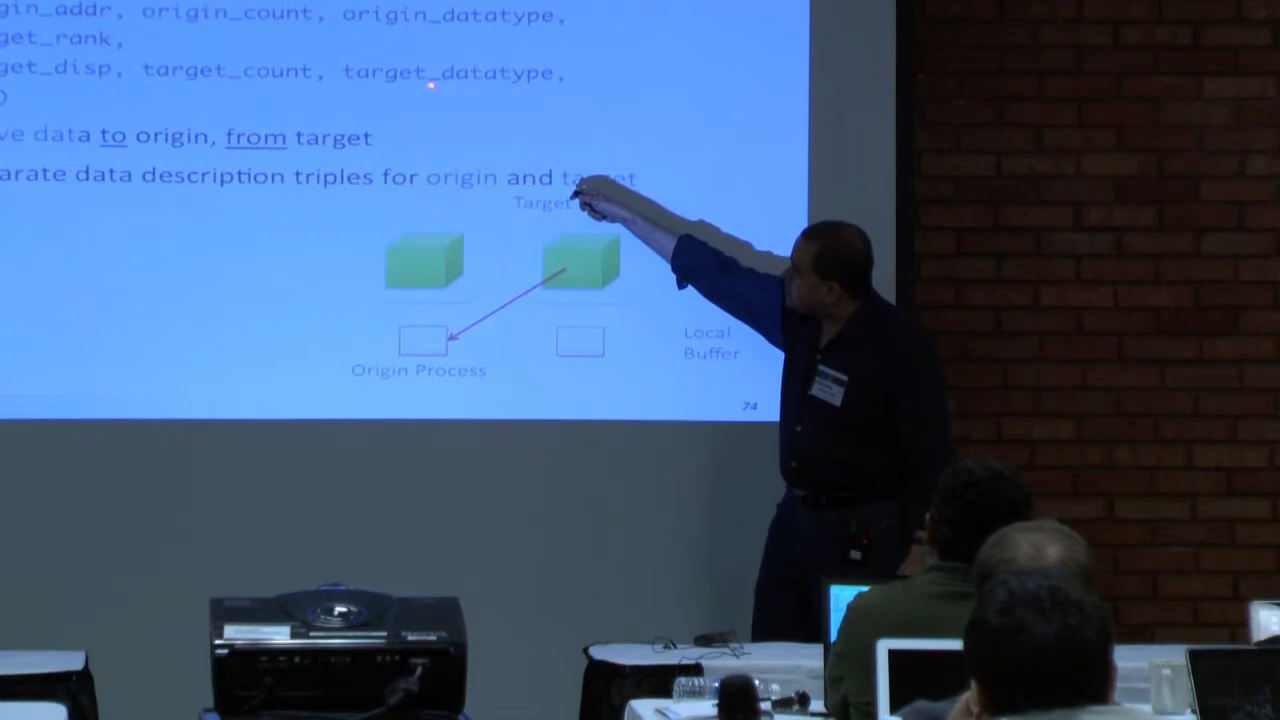 gin_addr, origin_count, origin_datatype,
get_rank,
get_disp, target_count, target_datatype,
)
ve data to origin, from target
arate data description triples for origin and target
Target
Origin Process
Local
Buffer
74